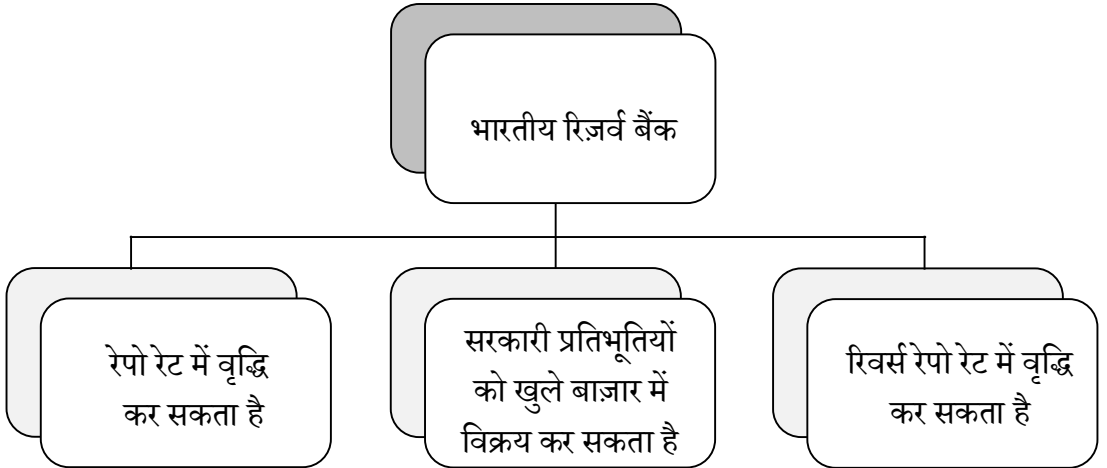 भारतीय रिज़र्व बैंक
रेपो रेट में वृद्धि
कर सकता है
सरकारी प्रतिभूतियों
को खुले बाज़ार में
विक्रय कर सकता है
रिवर्स रेपो रेट में वृद्धि
कर सकता है